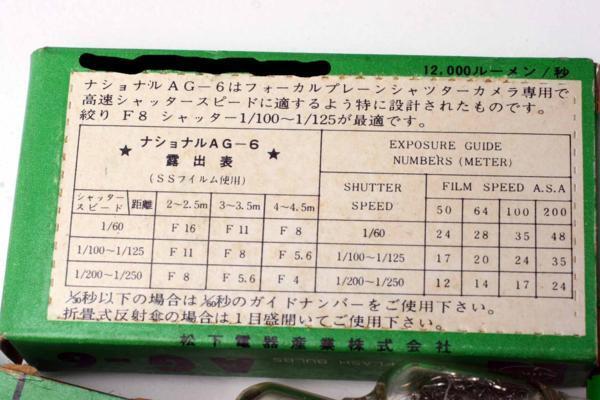 12,000ルーメン/秒
ナショナルAG-6はフォーカルプレーンシャッターカメラ専用で
高速シャッタースピードに適するよう特に設計されたものです。
絞り F8 シャッター1/100~1/125が最適です。
★ ナショナルAG-6 ★
露出表
(SSフイルム使用)
シャッタースピード 距離 2~2.5m 3~3.5m 4~4.5m
1/60 F 16 F 11 F 8
1/100~1/125 F 11 F 8 F 5.6
1/200~1/250 F 8 F 5.6 F 4
EXPOSURE GUIDE
NUMBERS (METER)
SHUTTER SPEED FILM SPEED A.S.A
50 64 100 200
1/60 24 28 35 48
1/100~1/125 17 20 24 35
1/200~1/250 12 14 17 24
1/30秒以下の場合は1/60秒のガイドナンバーをご使用下さい。
折畳式反射傘の場合は1目盛開いてご使用下さい。
松下電器産業株式会社
FLASH BULBS
AG-6